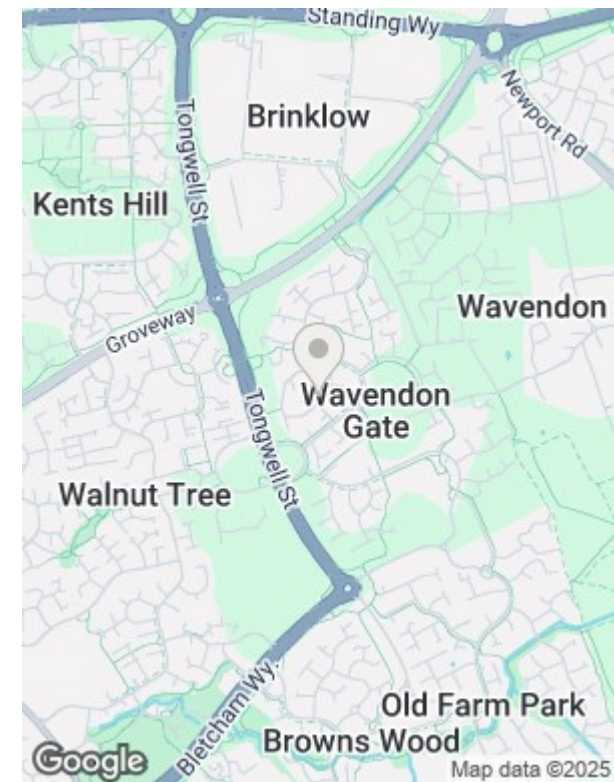 Standing Wy
Brinklow
Newport Rd
Tongwell St
Kents Hill
Wavendon
Groveway
Wavendon
Gate
Tongwell St
Walnut Tree
Old Farm Park
Bletcham Wy.
Browns Wood
Google
Map data ©2025